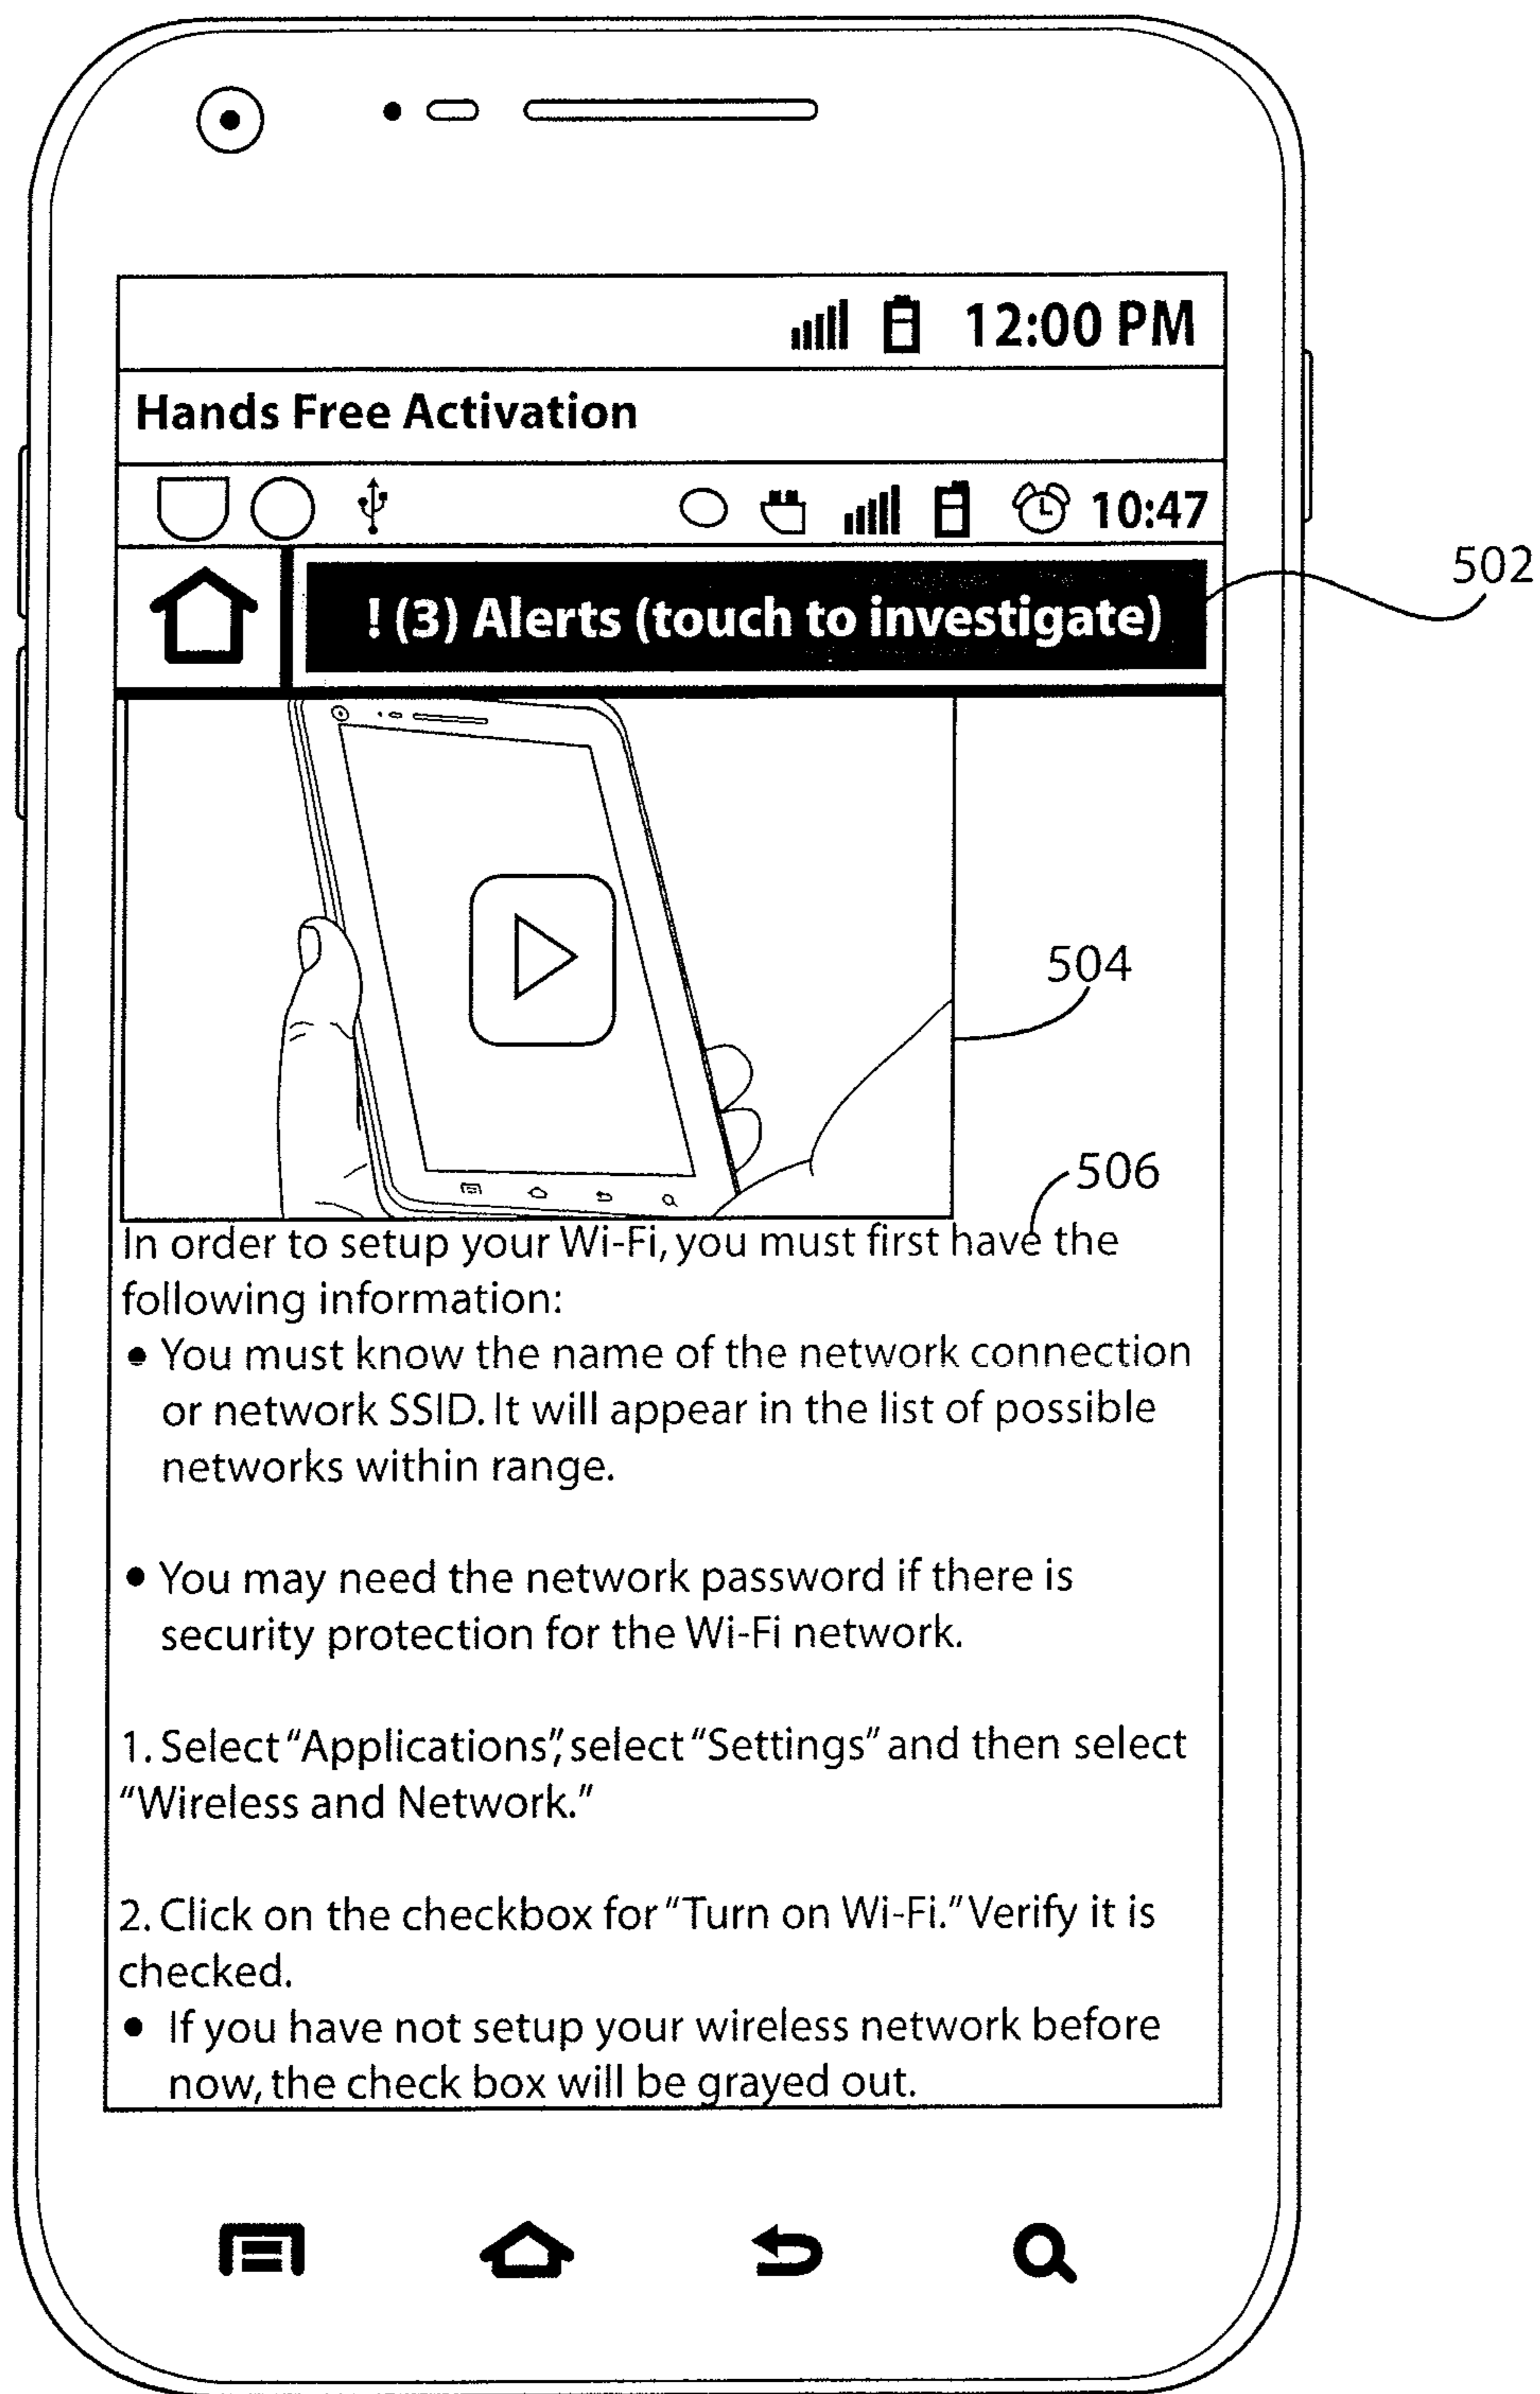 12:00 PM
Hands Free Activation
10:47
! (3) Alerts (touch to investigate)
502
504
506
In order to setup your Wi-Fi, you must first have the
following information:
• You must know the name of the network connection
or network SSID. It will appear in the list of possible
networks within range.
• You may need the network password if there is
security protection for the Wi-Fi network.
1. Select "Applications", select "Settings" and then select
"Wireless and Network."
2. Click on the checkbox for "Turn on Wi-Fi." Verify it is
checked.
• If you have not setup your wireless network before
now, the check box will be grayed out.